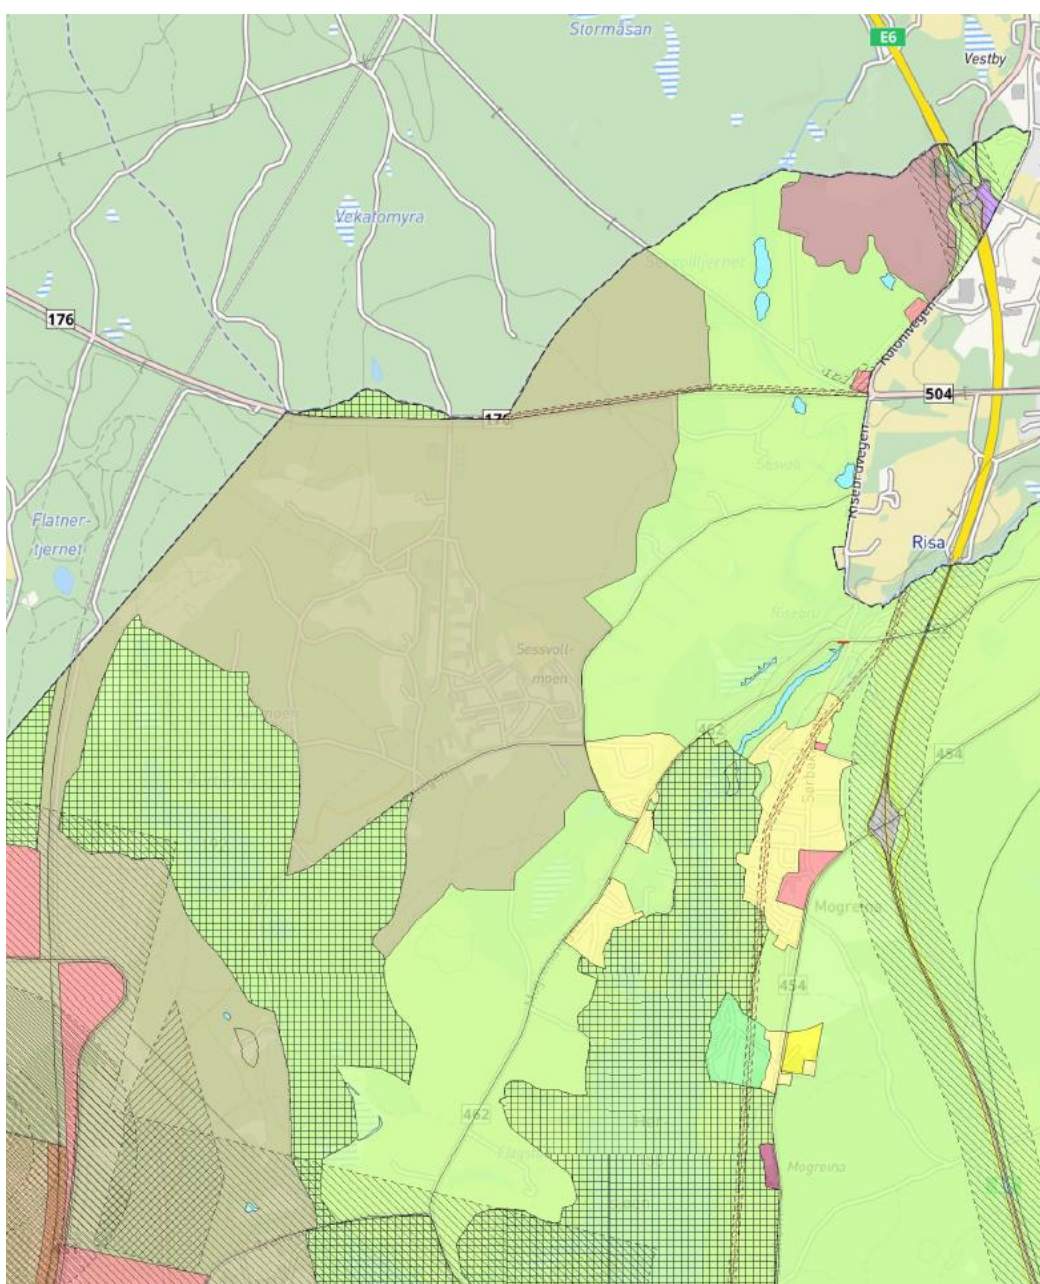 Stormåsan
E6
Vestby
Vekatomyra
Sessvolltjernet
176
Kolonivegen
504
176
Risebruvegen
Sessvoll
Flatner-
tjernet
Risa
Risebru
Sessvoll-
moen
462
454
Mogreina
454
462
Mogreina